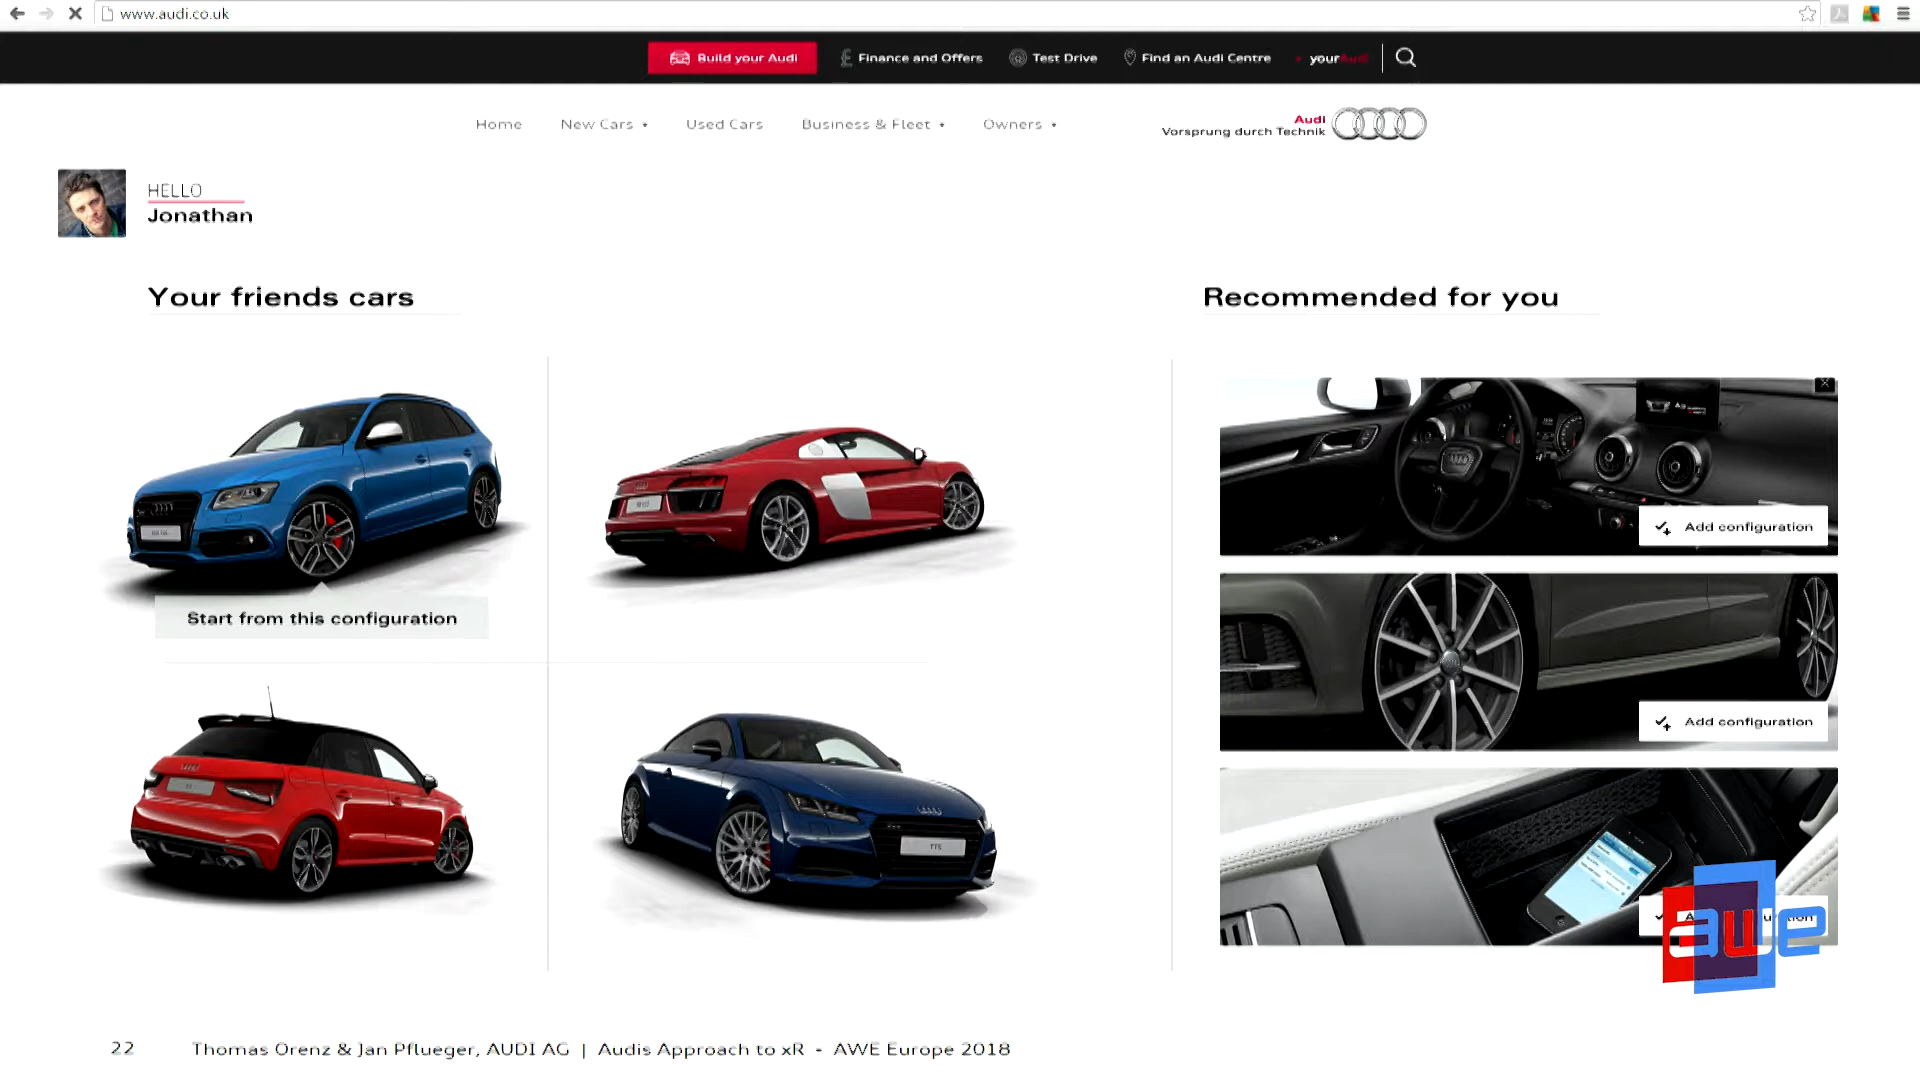 www.audi.co.uk
Build your Audi
Finance and Offers
Test Drive
Find an Audi Centre
yourAudi
Home
New Cars
Used Cars
Business & Fleet
Owners
Audi
Vorsprung durch Technik
HELLO
Jonathan
Your friends cars
Recommended for you
Start from this configuration
Add configuration
Add configuration
TTS
awe
22
Thomas Orenz & Jan Pflueger, AUDI AG | Audis Approach to xR - AWE Europe 2018